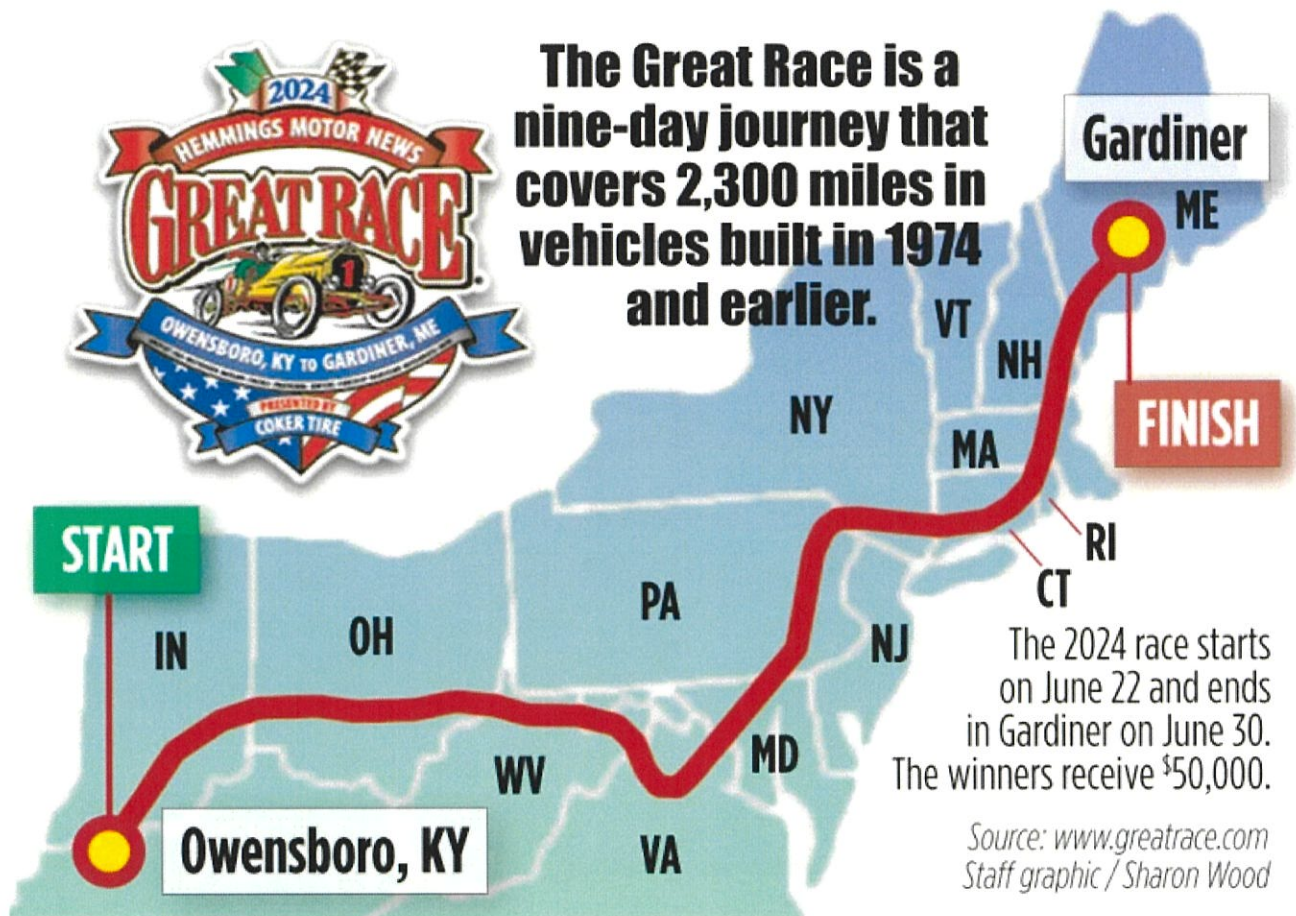 2024
HEMMINGS MOTOR NEWS
GREAT RACE
1
OWENSBORO, KY TO GARDINER, ME
PRESENTED BY
COKER TIRE
The Great Race is a
nine-day journey that
covers 2,300 miles in
vehicles built in 1974
and earlier.
Gardiner
ME
VT
NH
NY
MA
FINISH
START
RI
CT
PA
OH
IN
NJ
The 2024 race starts
on June 22 and ends
in Gardiner on June 30.
The winners receive $50,000.
MD
WV
Owensboro, KY
VA
Source: www.greatrace.com
Staff graphic / Sharon Wood